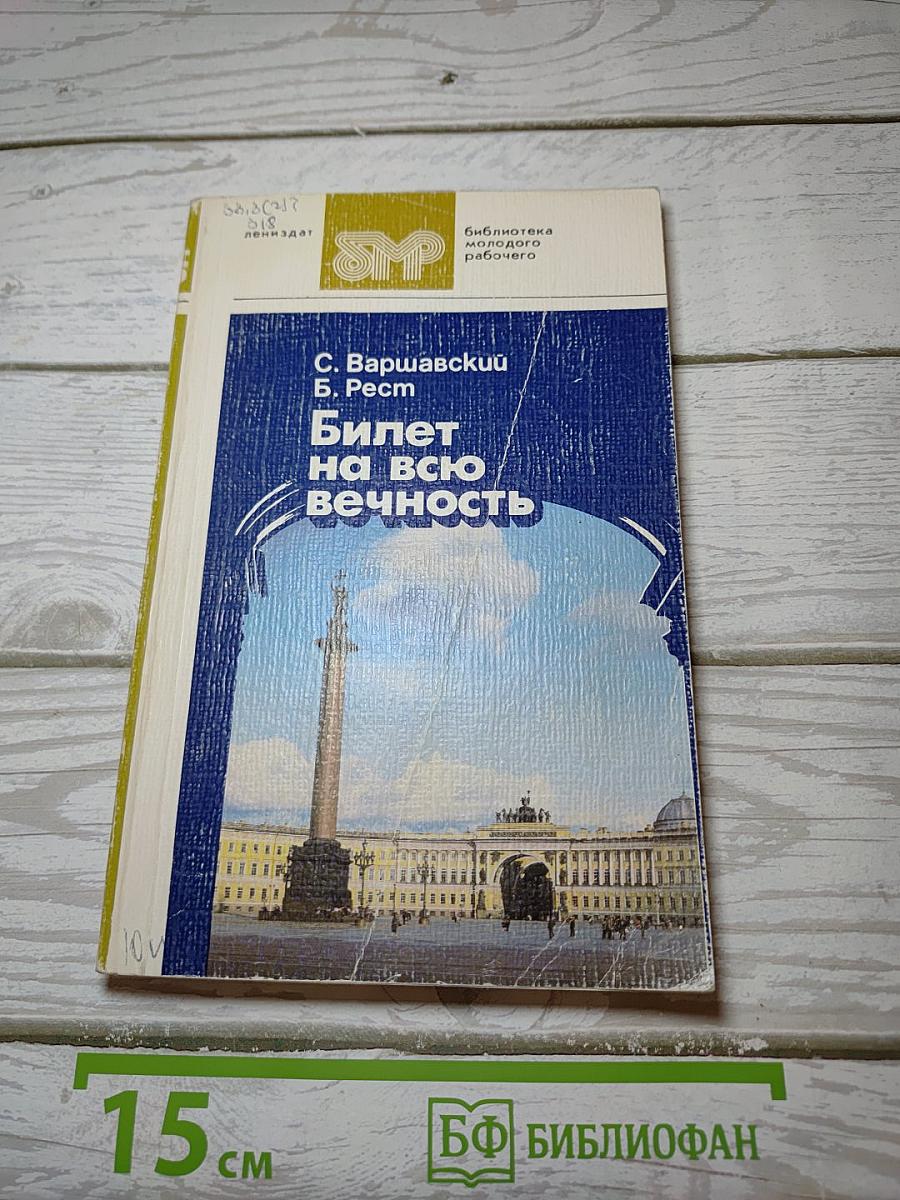 лениздат
бмр
библиотека
молодого
рабочего
С. Варшавский
Б. Рест
Билет
на всю
вечность
15 см
БФ БИБЛИОФАН